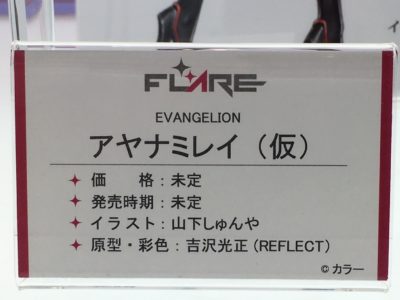 FLARE
EVANGELION
アヤナミレイ（仮）
価　　格：未定
発売時期：未定
イラスト：山下しゅんや
原型・彩色：吉沢光正（REFLECT）
©カラー